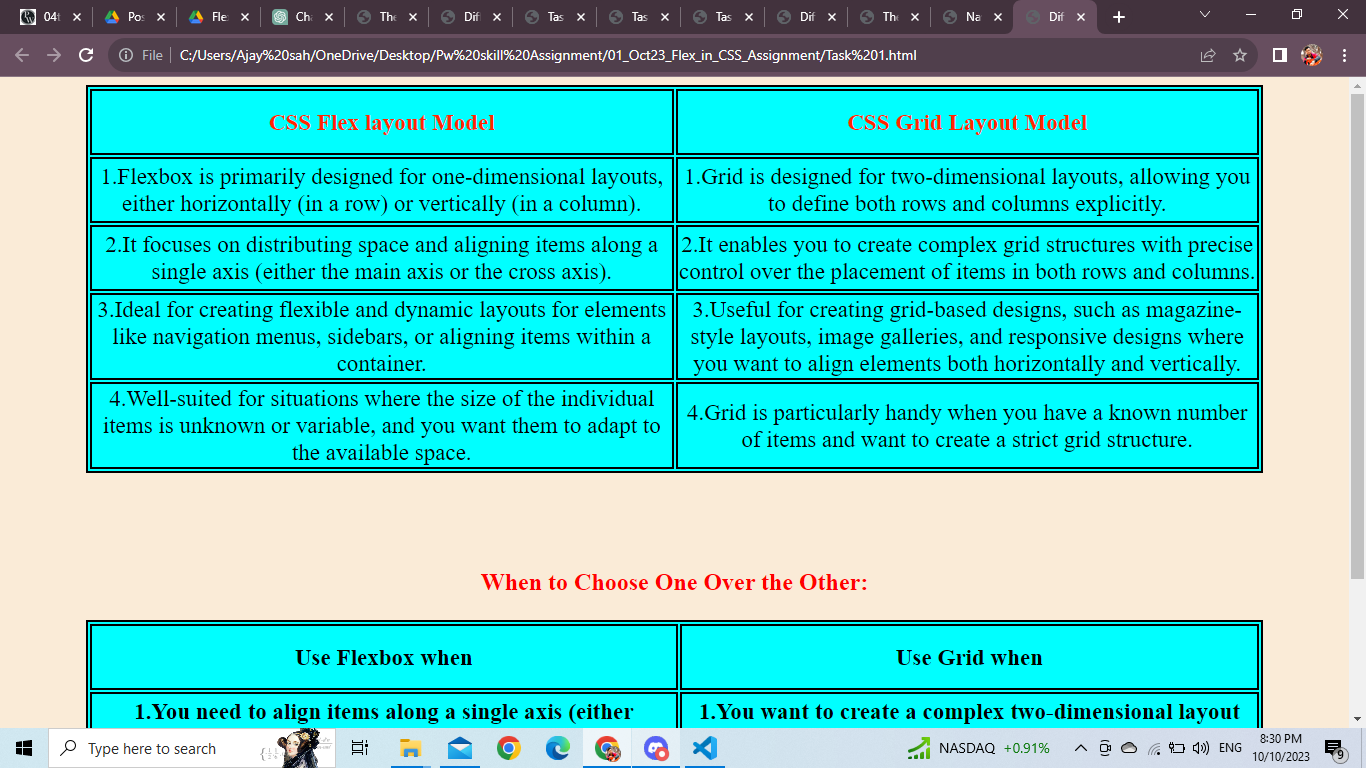 04t
Pos
Flex
Cha
The
Diff
Tas
Tas
Tas
Dif
The
Na
Dif
File
C:/Users/Ajay%20sah/OneDrive/Desktop/Pw%20skill%20Assignment/01_Oct23_Flex_in_CSS_Assignment/Task%201.html
CSS Flex layout Model
CSS Grid Layout Model
1.Flexbox is primarily designed for one-dimensional layouts,
either horizontally (in a row) or vertically (in a column).
1.Grid is designed for two-dimensional layouts, allowing you
to define both rows and columns explicitly.
2.It focuses on distributing space and aligning items along a
single axis (either the main axis or the cross axis).
2.It enables you to create complex grid structures with precise
control over the placement of items in both rows and columns.
3.Ideal for creating flexible and dynamic layouts for elements
like navigation menus, sidebars, or aligning items within a
container.
3.Useful for creating grid-based designs, such as magazine-
style layouts, image galleries, and responsive designs where
you want to align elements both horizontally and vertically.
4.Well-suited for situations where the size of the individual
items is unknown or variable, and you want them to adapt to
the available space.
4.Grid is particularly handy when you have a known number
of items and want to create a strict grid structure.
When to Choose One Over the Other:
Use Flexbox when
Use Grid when
1.You need to align items along a single axis (either
1.You want to create a complex two-dimensional layout
Type here to search
NASDAQ +0.91%
ENG
8:30 PM
10/10/2023
9